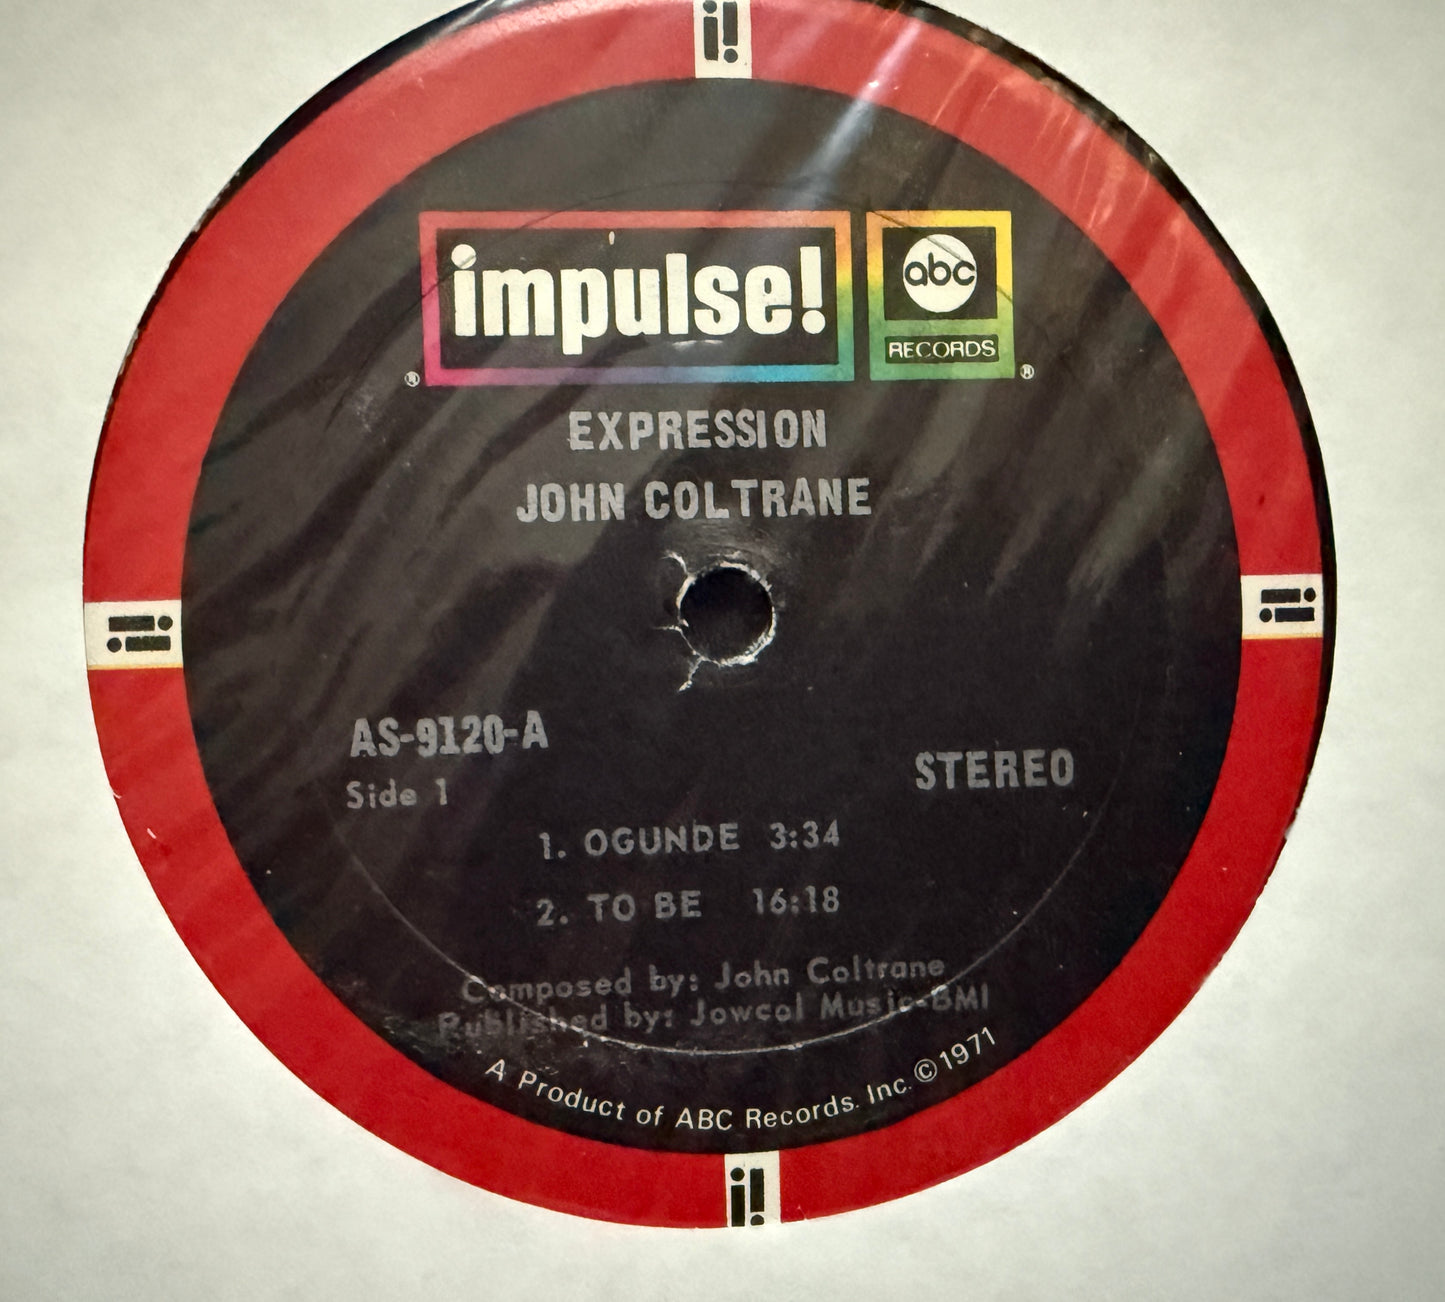 i!
impulse! abc
RECORDS
® ®
EXPRESSION
JOHN COLTRANE
i! i!
AS-9120-A
STEREO
Side 1
1. OGUNDE 3:34
2. TO BE 16:18
Composed by: John Coltrane
Published by: Jowcol Music-BMI
A Product of ABC Records. Inc. © 1971
i!